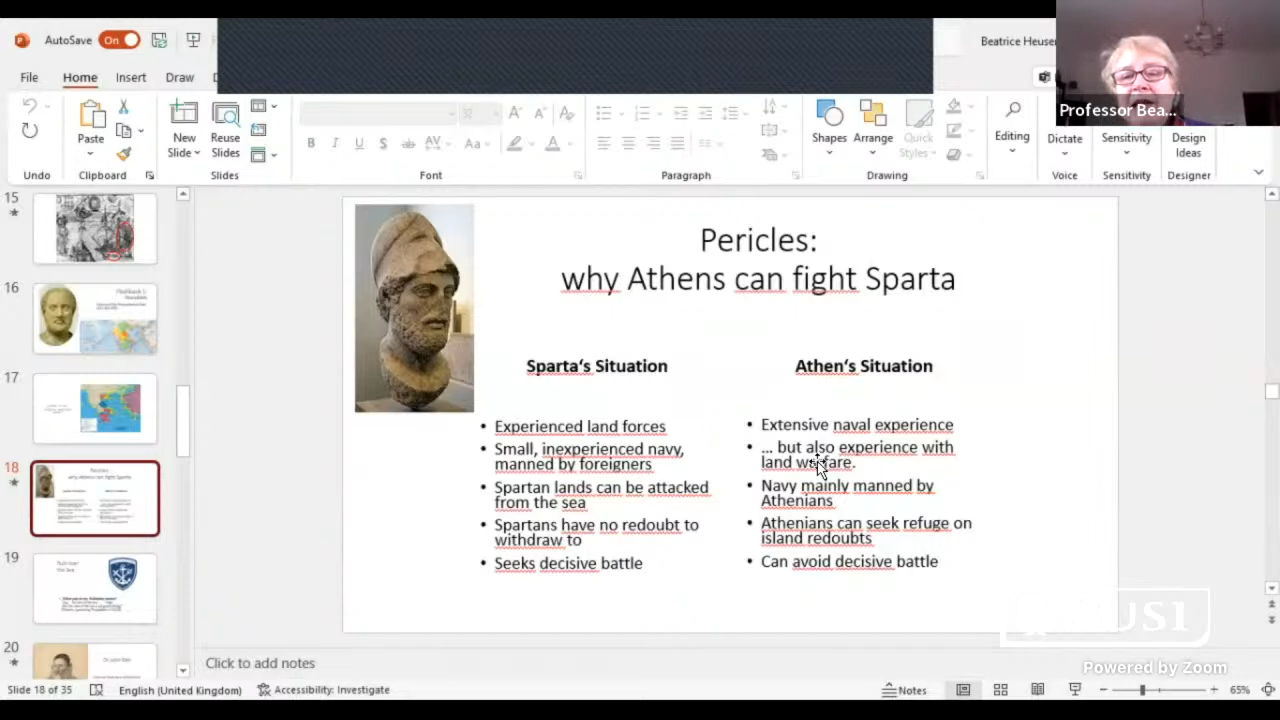 AutoSave On
Beatrice Heuser
File Home Insert Draw
Professor Bea...
Paste
New Slide
Reuse Slides
Shapes
Arrange
Quick Styles
Editing
Dictate
Sensitivity
Design Ideas
Undo Clipboard Slides Font Paragraph Drawing Voice Sensitivity Designer
15
16
17
18
19
20
Pericles:
why Athens can fight Sparta
Sparta‘s Situation
• Experienced land forces
• Small, inexperienced navy,
manned by foreigners
• Spartan lands can be attacked
from the sea
• Spartans have no redoubt to
withdraw to
• Seeks decisive battle
Athen‘s Situation
• Extensive naval experience
• ... but also experience with
land warfare.
• Navy mainly manned by
Athenians
• Athenians can seek refuge on
island redoubts
• Can avoid decisive battle
RUSI
Powered by Zoom
Click to add notes
Slide 18 of 35 English (United Kingdom) Accessibility: Investigate Notes 65%